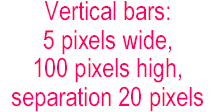 Vertical bars:
5 pixels wide,
100 pixels high,
separation 20 pixels